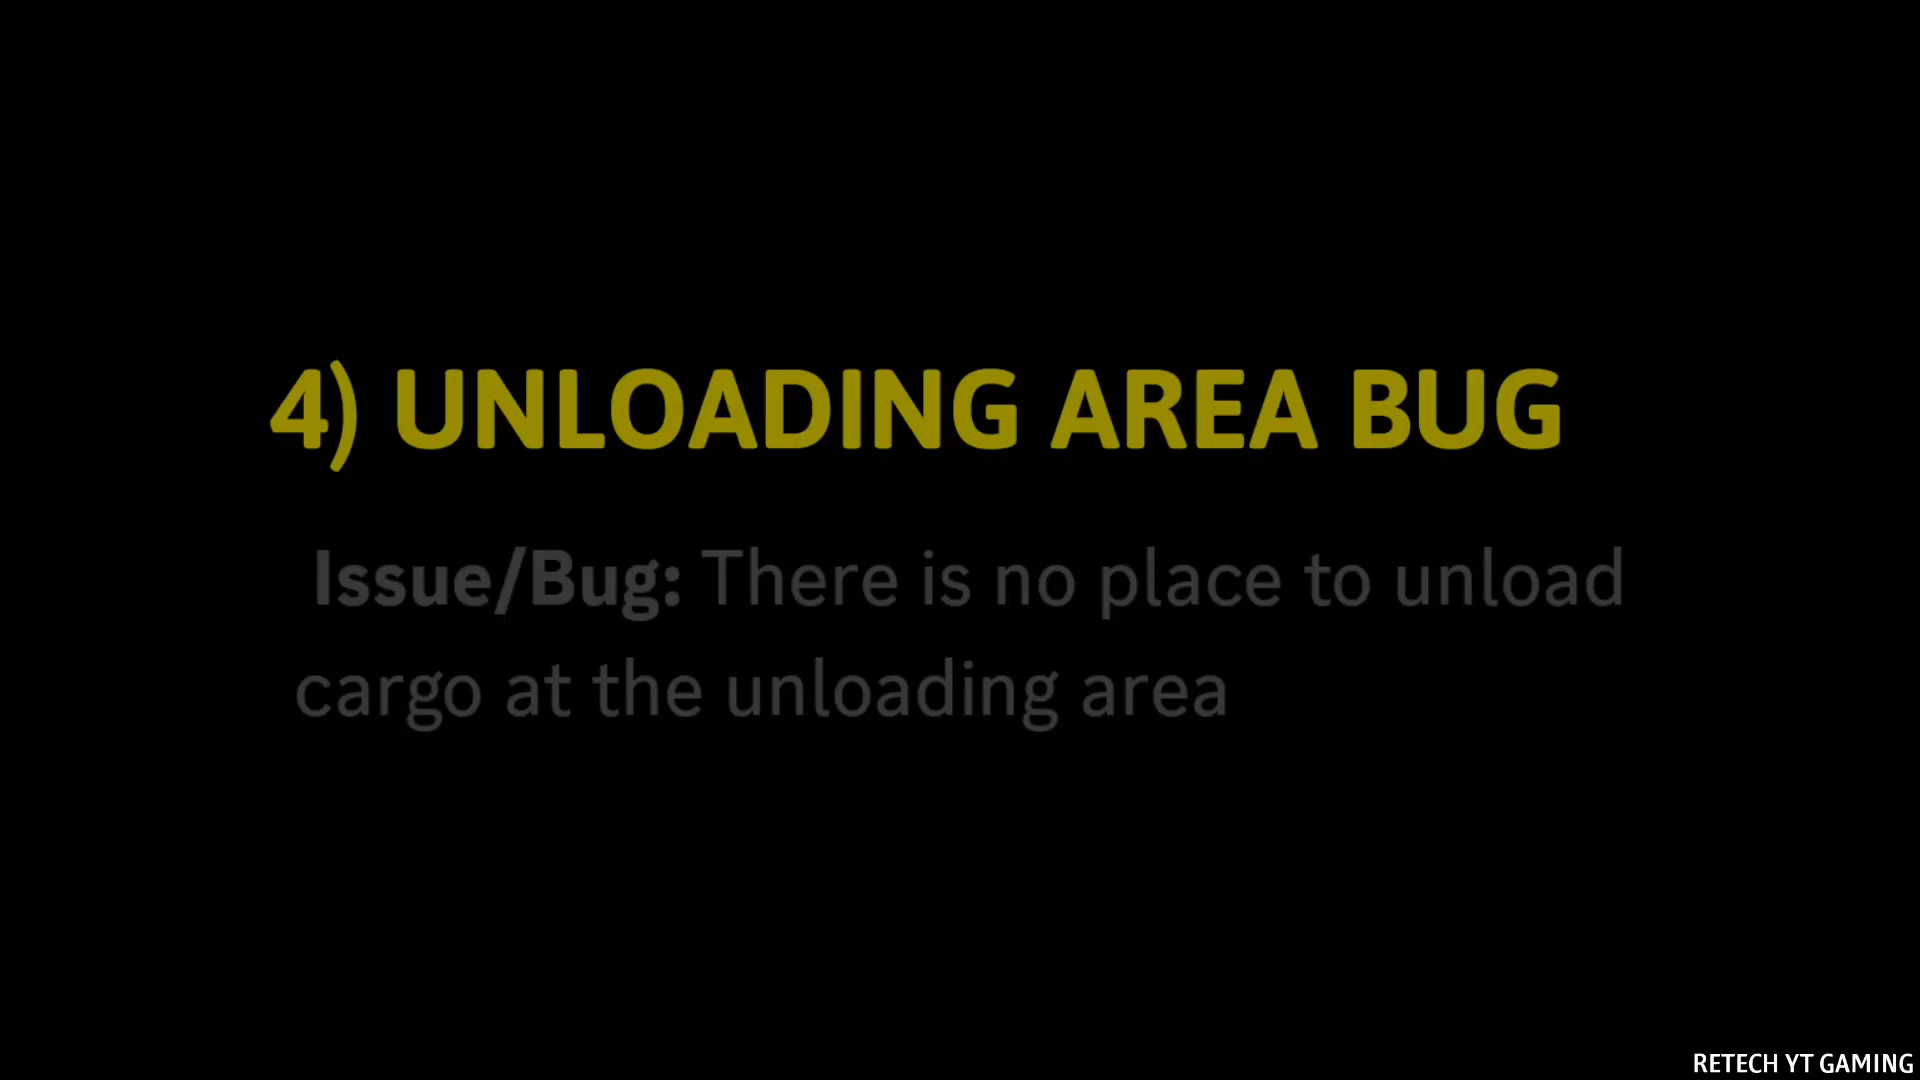 4) UNLOADING AREA BUG
Issue/Bug: There is no place to unload
cargo at the unloading area
RETECH YT GAMING